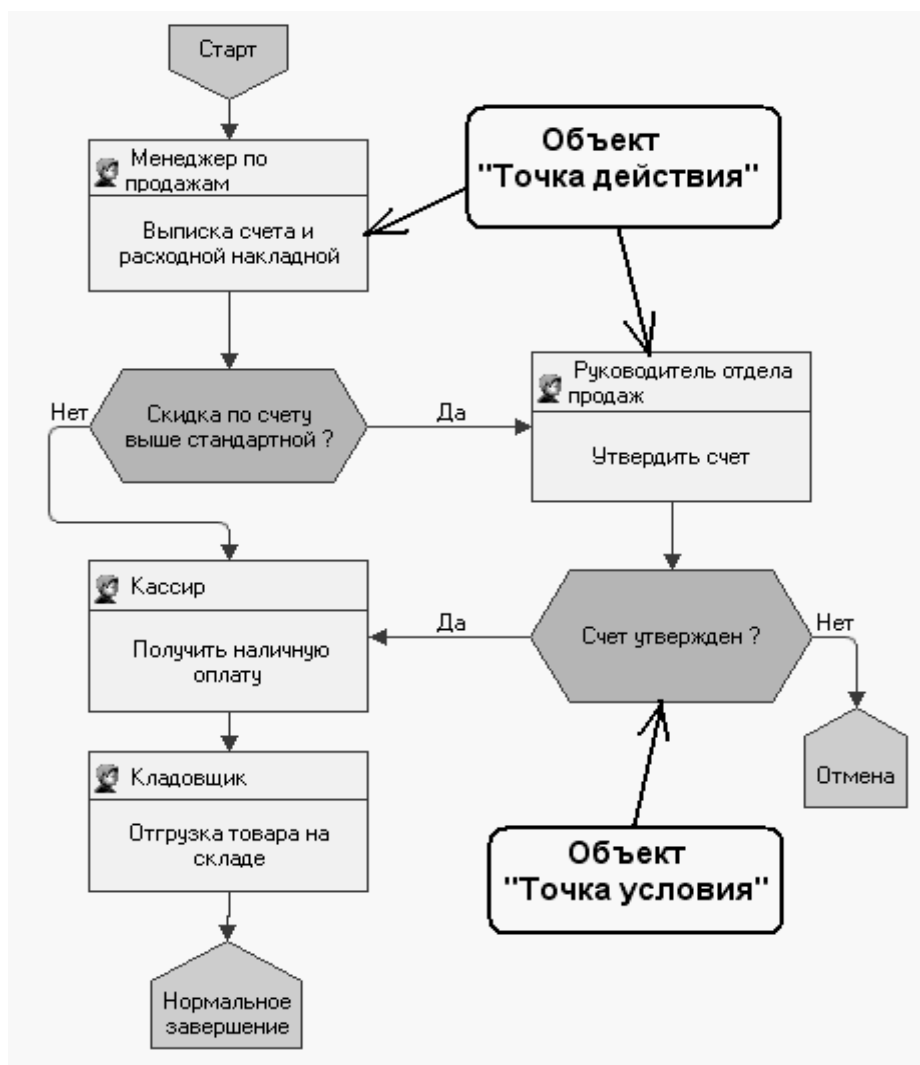 Старт
Менеджер по
продажам
Выписка счета и
расходной накладной
Объект
"Точка действия"
Скидка по счету
выше стандартной ?
Нет
Да
Руководитель отдела
продаж
Утвердить счет
Кассир
Получить наличную
оплату
Да
Счет утвержден ?
Нет
Отмена
Кладовщик
Отгрузка товара на
складе
Объект
"Точка условия"
Нормальное
завершение